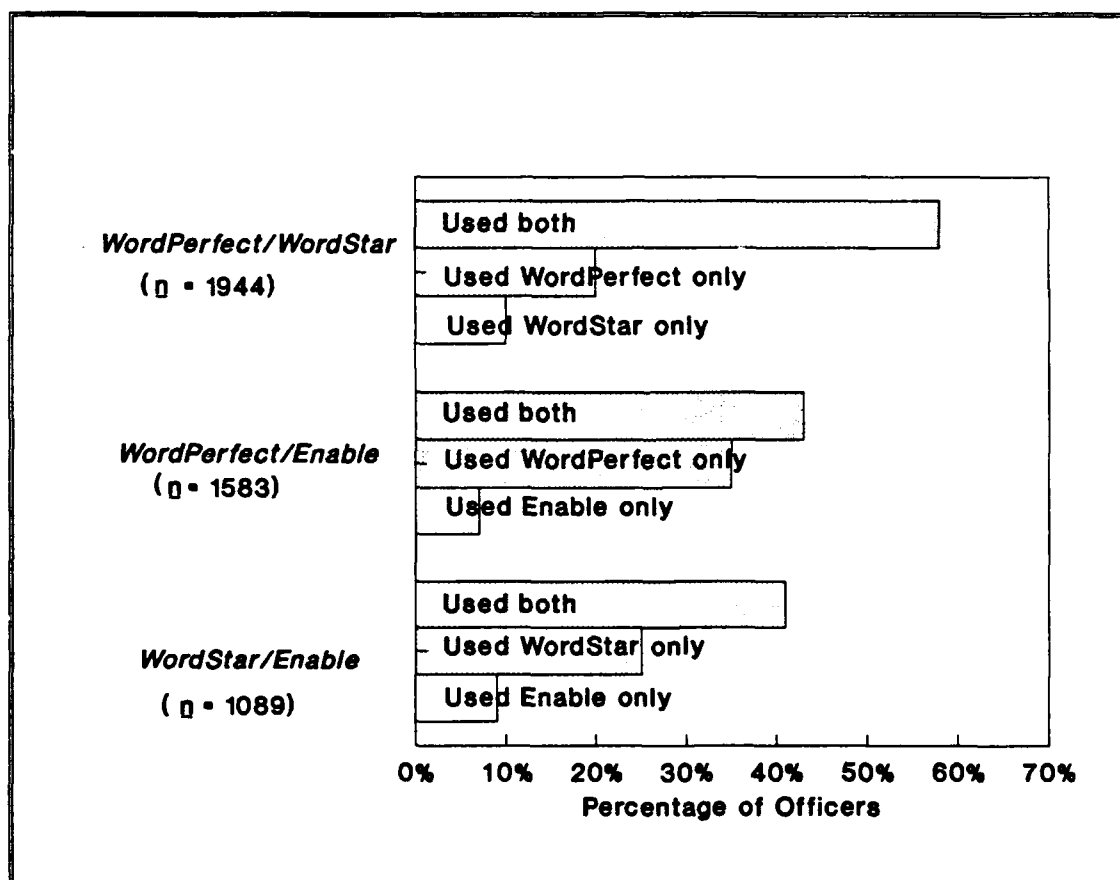 WordPerfect/WordStar
(n = 1944)
Used both
Used WordPerfect only
Used WordStar only
WordPerfect/Enable
(n = 1583)
Used both
Used WordPerfect only
Used Enable only
WordStar/Enable
(n = 1089)
Used both
Used WordStar only
Used Enable only
0% 10% 20% 30% 40% 50% 60% 70%
Percentage of Officers